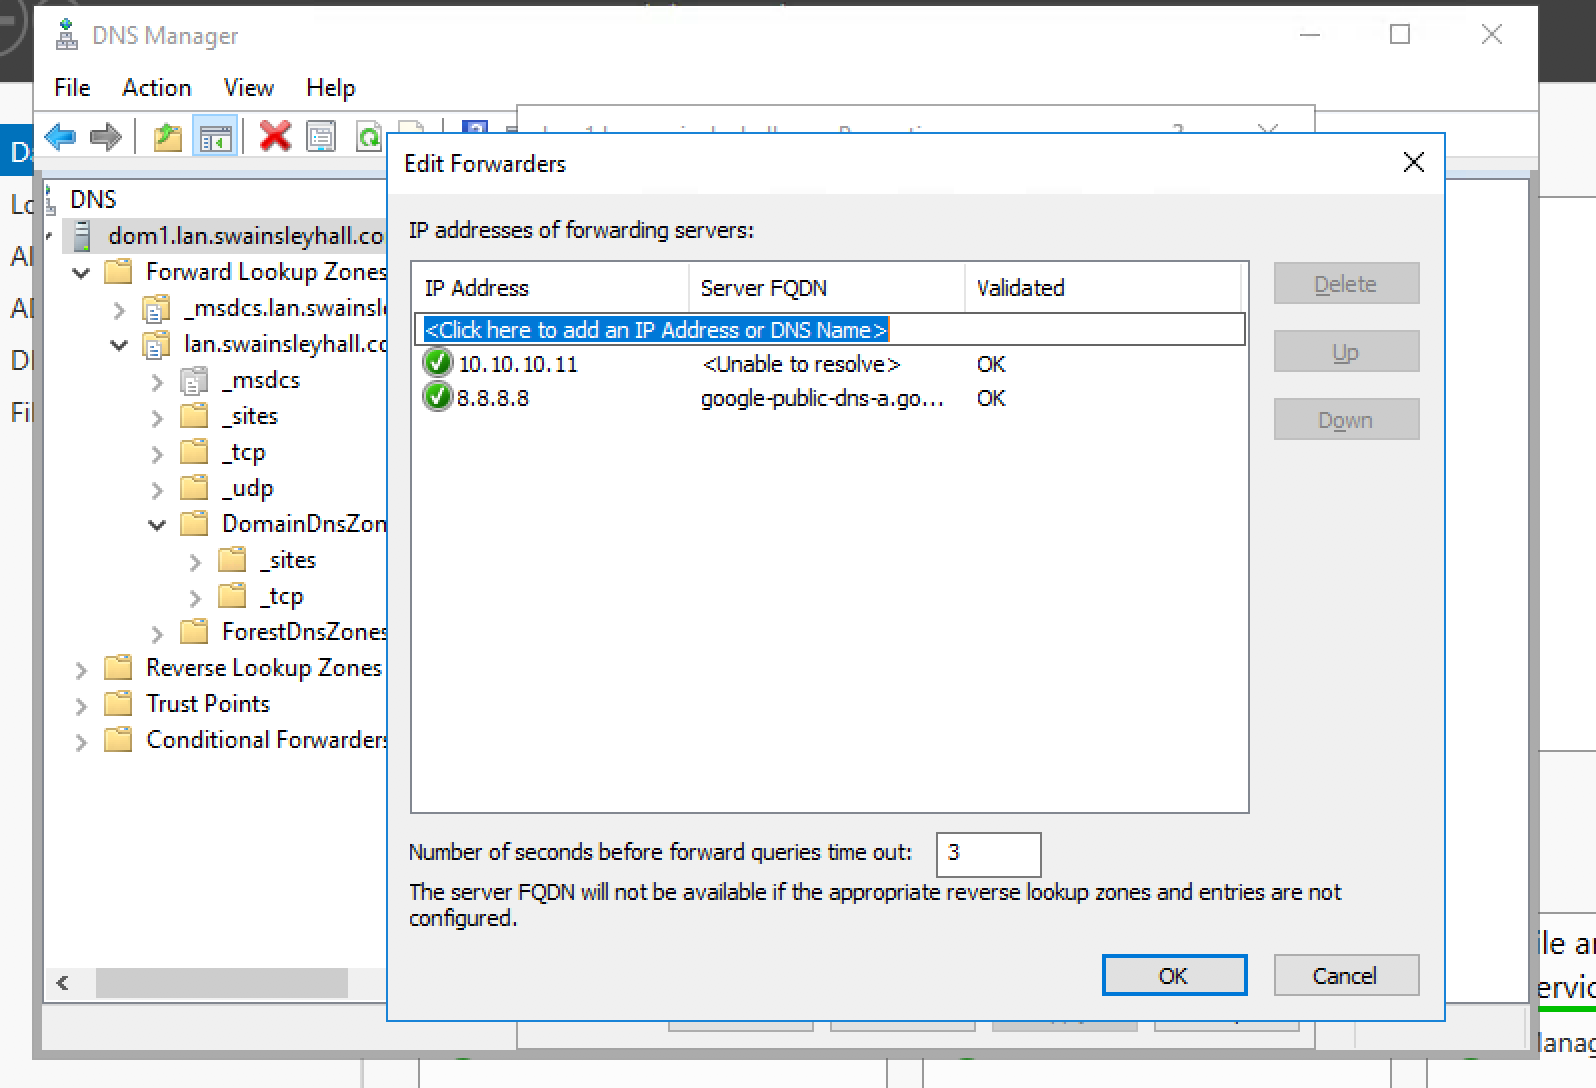 DNS Manager
File Action View Help
Edit Forwarders
DNS
dom1.lan.swainsleyhall.co
Forward Lookup Zones
_msdcs.lan.swainsl
lan.swainsleyhall.cc
_msdcs
_sites
_tcp
_udp
DomainDnsZon
_sites
_tcp
ForestDnsZones
Reverse Lookup Zones
Trust Points
Conditional Forwarders
IP addresses of forwarding servers:
IP Address Server FQDN Validated
<Click here to add an IP Address or DNS Name>
10.10.10.11 <Unable to resolve> OK
8.8.8.8 google-public-dns-a.go... OK
Delete
Up
Down
Number of seconds before forward queries time out: 3
The server FQDN will not be available if the appropriate reverse lookup zones and entries are not
configured.
OK Cancel